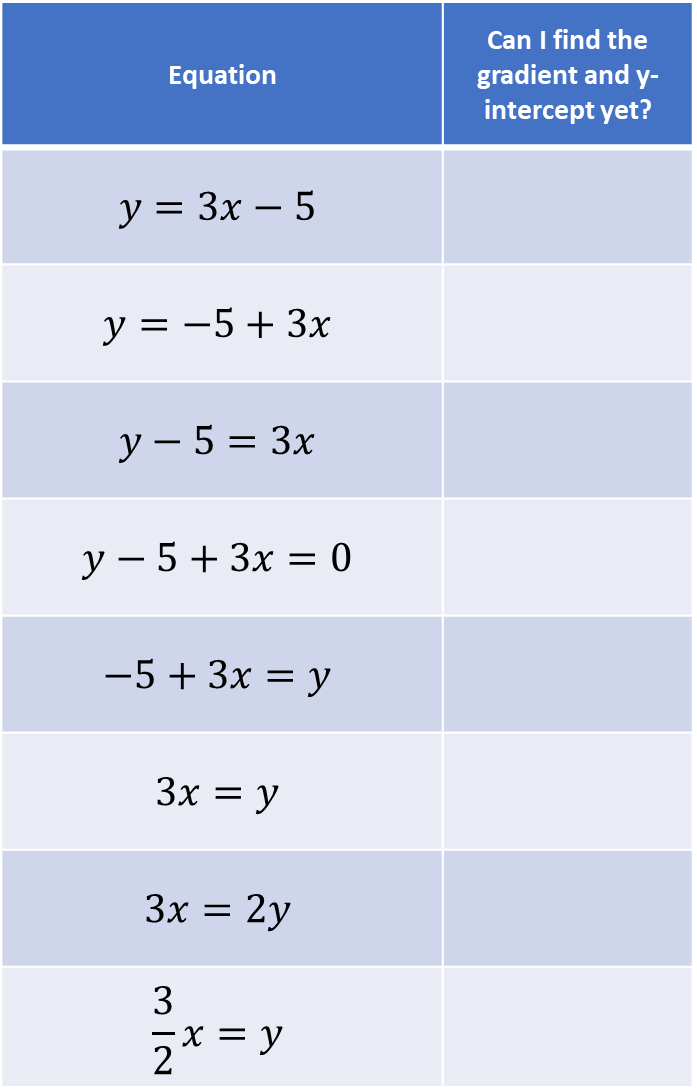 Equation
Can I find the
gradient and y-
intercept yet?
y = 3x − 5
y = −5 + 3x
y − 5 = 3x
y − 5 + 3x = 0
−5 + 3x = y
3x = y
3x = 2y
3/2 x = y